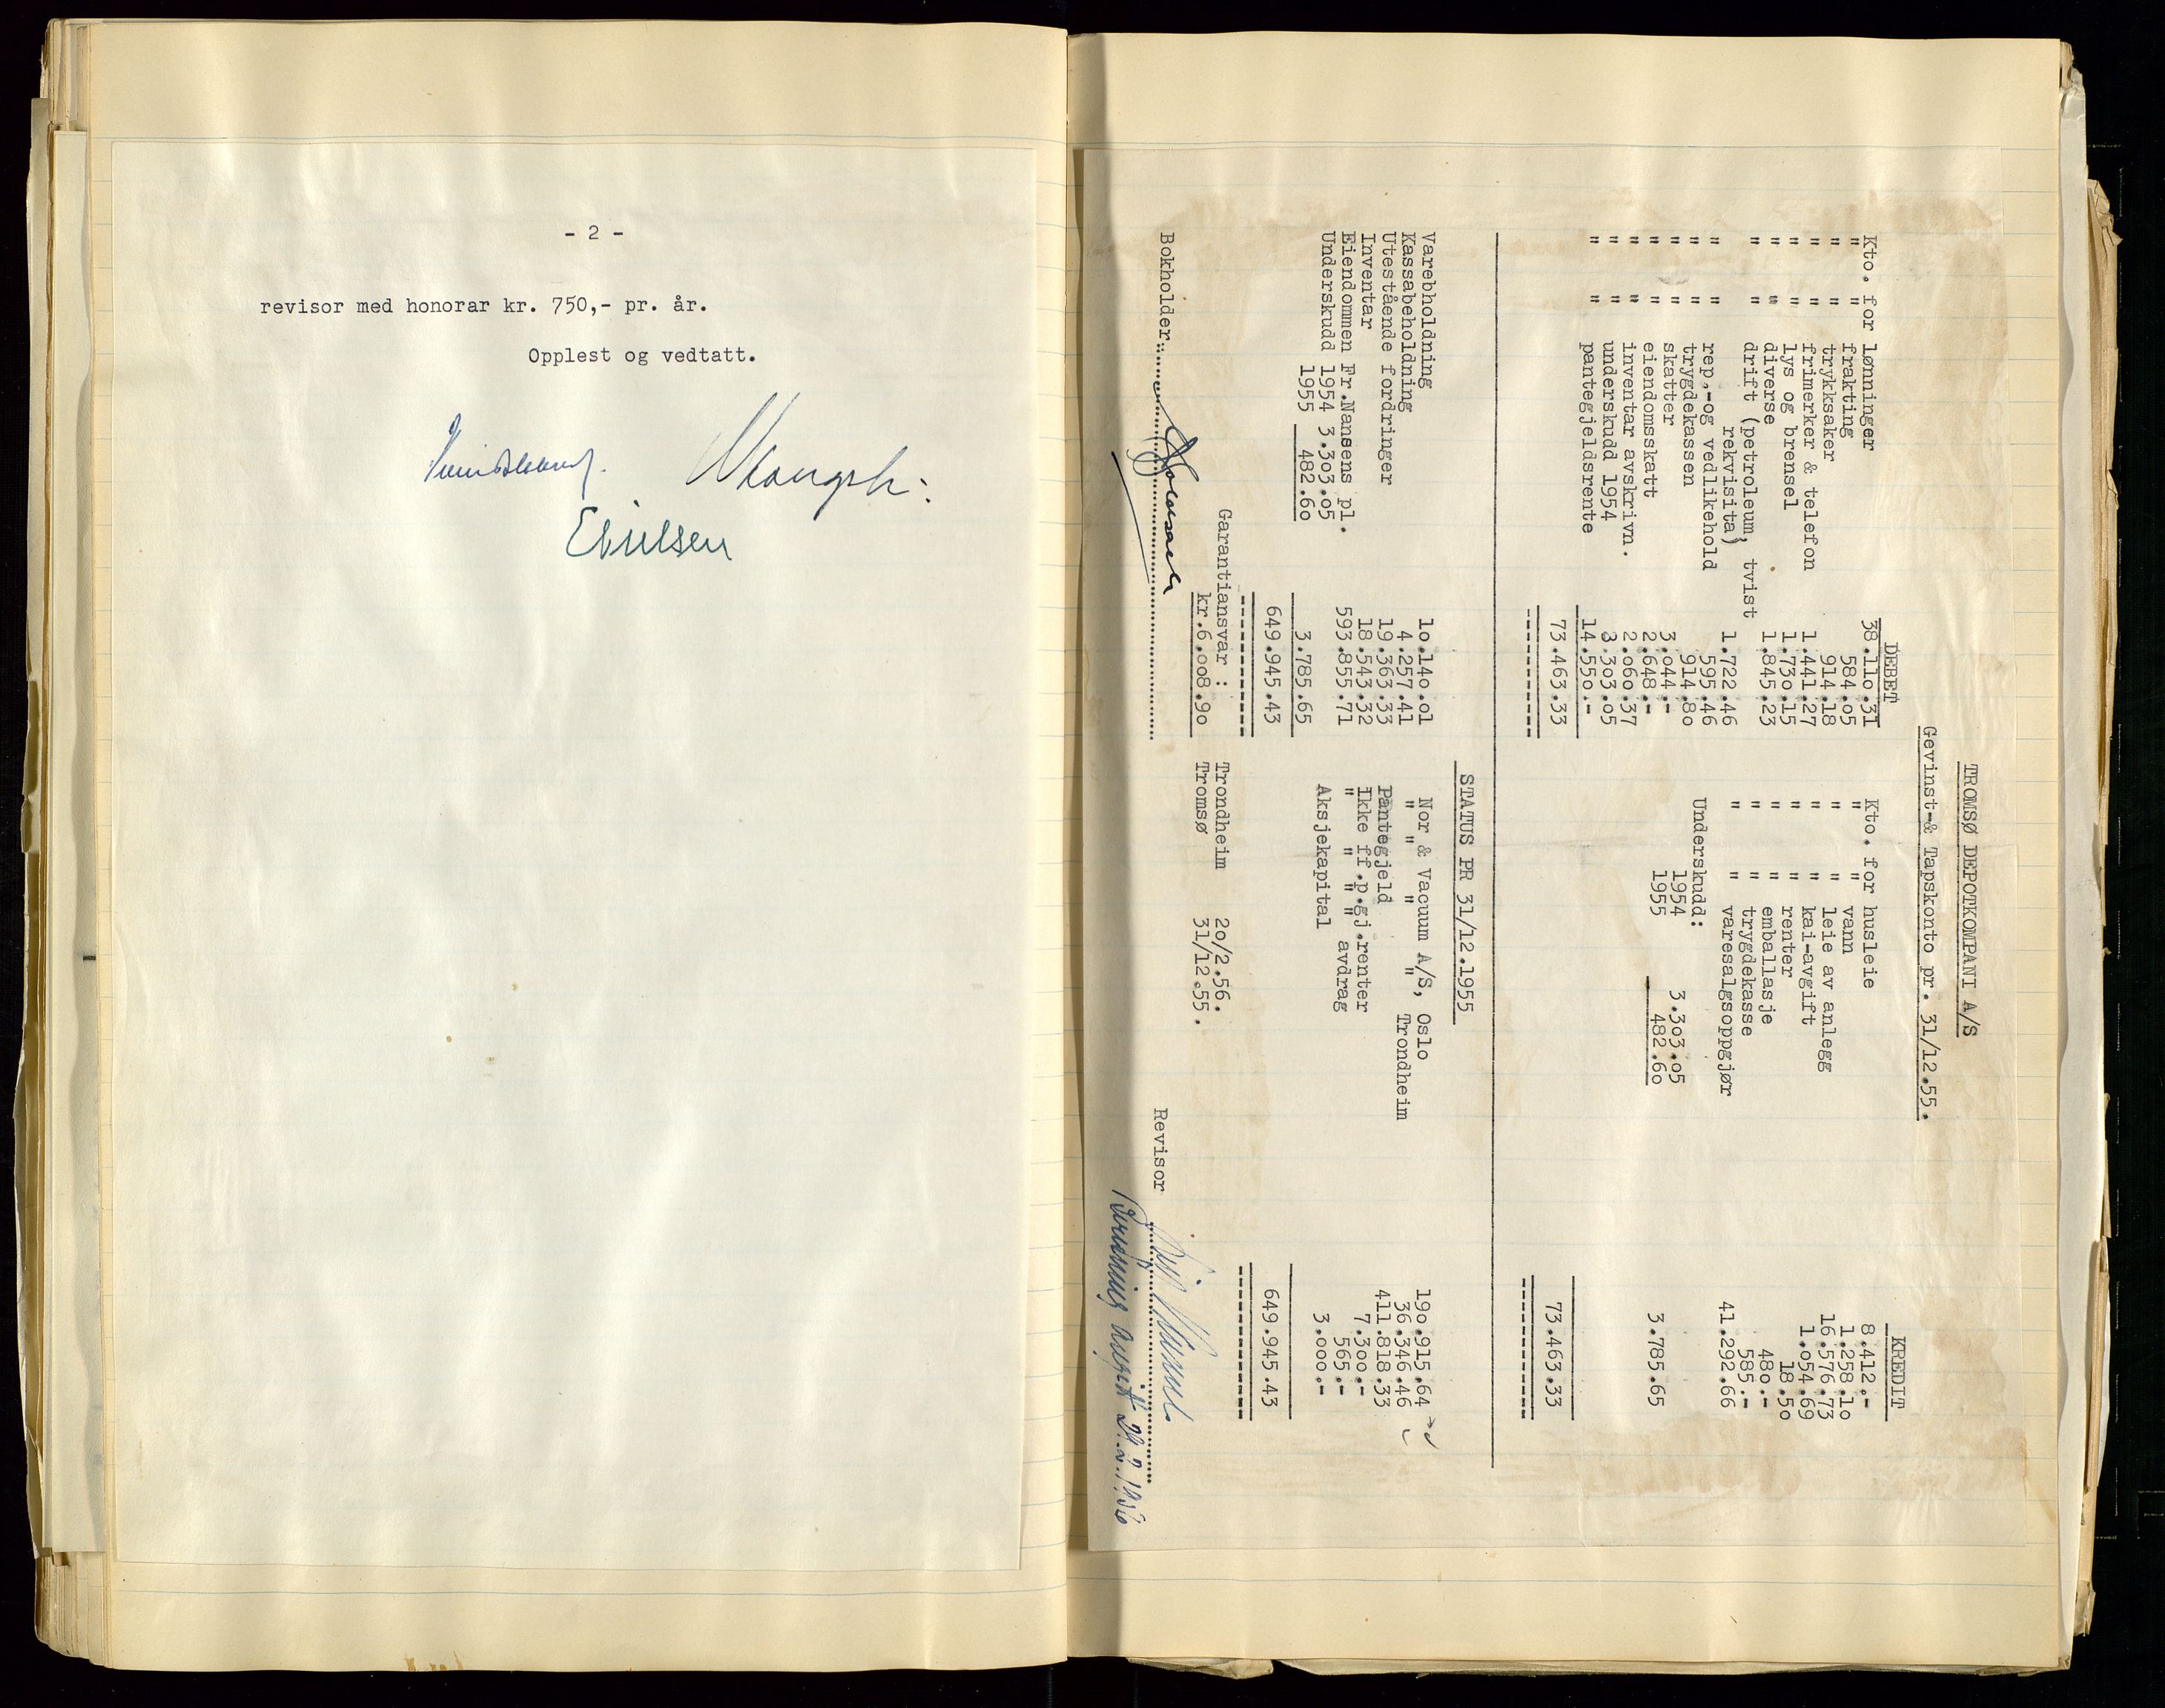 - 2 -
revisor med honorar kr. 750,- pr. år.
Opplest og vedtatt.
ENilsen
TROMSØ DEPOTKOMPANI A/S
Gevinst-& Tapskonto pr. 31/12.55.
DEBET KREDIT
Kto. for lønninger 38.110.31 Kto. for husleie 8.412.-
" " frakting 584.05 " " vann 1.258.10
" " tryksaker 914.18 " " leie av anlegg 16.576.73
" " frimerker & telefon 1.441.27 " " kai-avgift 1.054.69
" " lys og brensel 1.730.15 " " renter 18.50
" " diverse 1.845.23 " " emballasje 480.-
" " drift (petroleum, tvist " " trygdekasse 585.-
rekvisita) 1.722.46 " " varesalgsoppgjør 41.292.66
" " rep.-og vedlikehold 595.46 Underskudd:
" " trygdekassen 914.80 1954 3.303.05
" " skatter 3.044.- 1955 482.60 3.785.65
" " eiendomsskatt 2.648.-
" " inventar avskrivn. 2.060.37
" " underskudd 1954 3.303.05
" " pantegjeldsrente 14.550.-
73.463.33 73.463.33
STATUS PR 31/12.1955
Varebholdning 10.140.01 Nor & Vacuum A/S, Oslo 190.915.64
Kassabeholdning 4.257.41 " " " " Trondheim 36.346.46
Utestående fordringer 19.363.33 Pantegjeld 411.818.33
Inventar 18.543.32 Ikke ff.p.gj.renter 7.300.-
Eiendommen Fr.Nansens pl. 593.855.71 " " " avdrag 565.-
Underskudd 1954 3.303.05 Aksjekapital 3.000.-
1955 482.60 3.785.65
649.945.43 649.945.43
Garantiansvar : Trondheim 20/2.56.
kr.6.008.90 Tromsø 31/12.55.
Bokholder: Revisor
24.2.1956